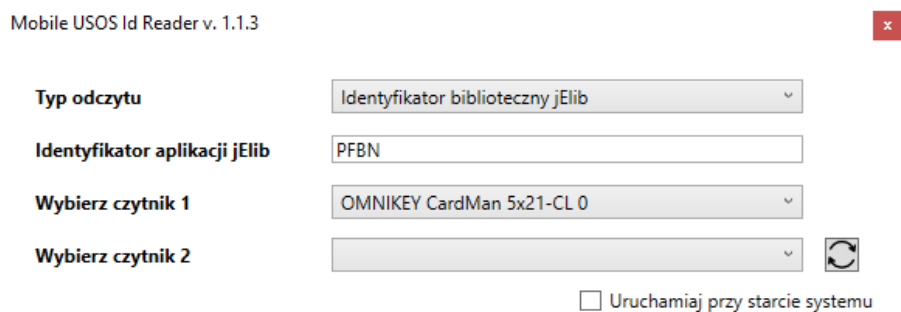 Mobile USOS Id Reader v. 1.1.3 x
Typ odczytu Identyfikator biblioteczny jElib
Identyfikator aplikacji jElib PFBN
Wybierz czytnik 1 OMNIKEY CardMan 5x21-CL 0
Wybierz czytnik 2
Uruchamiaj przy starcie systemu